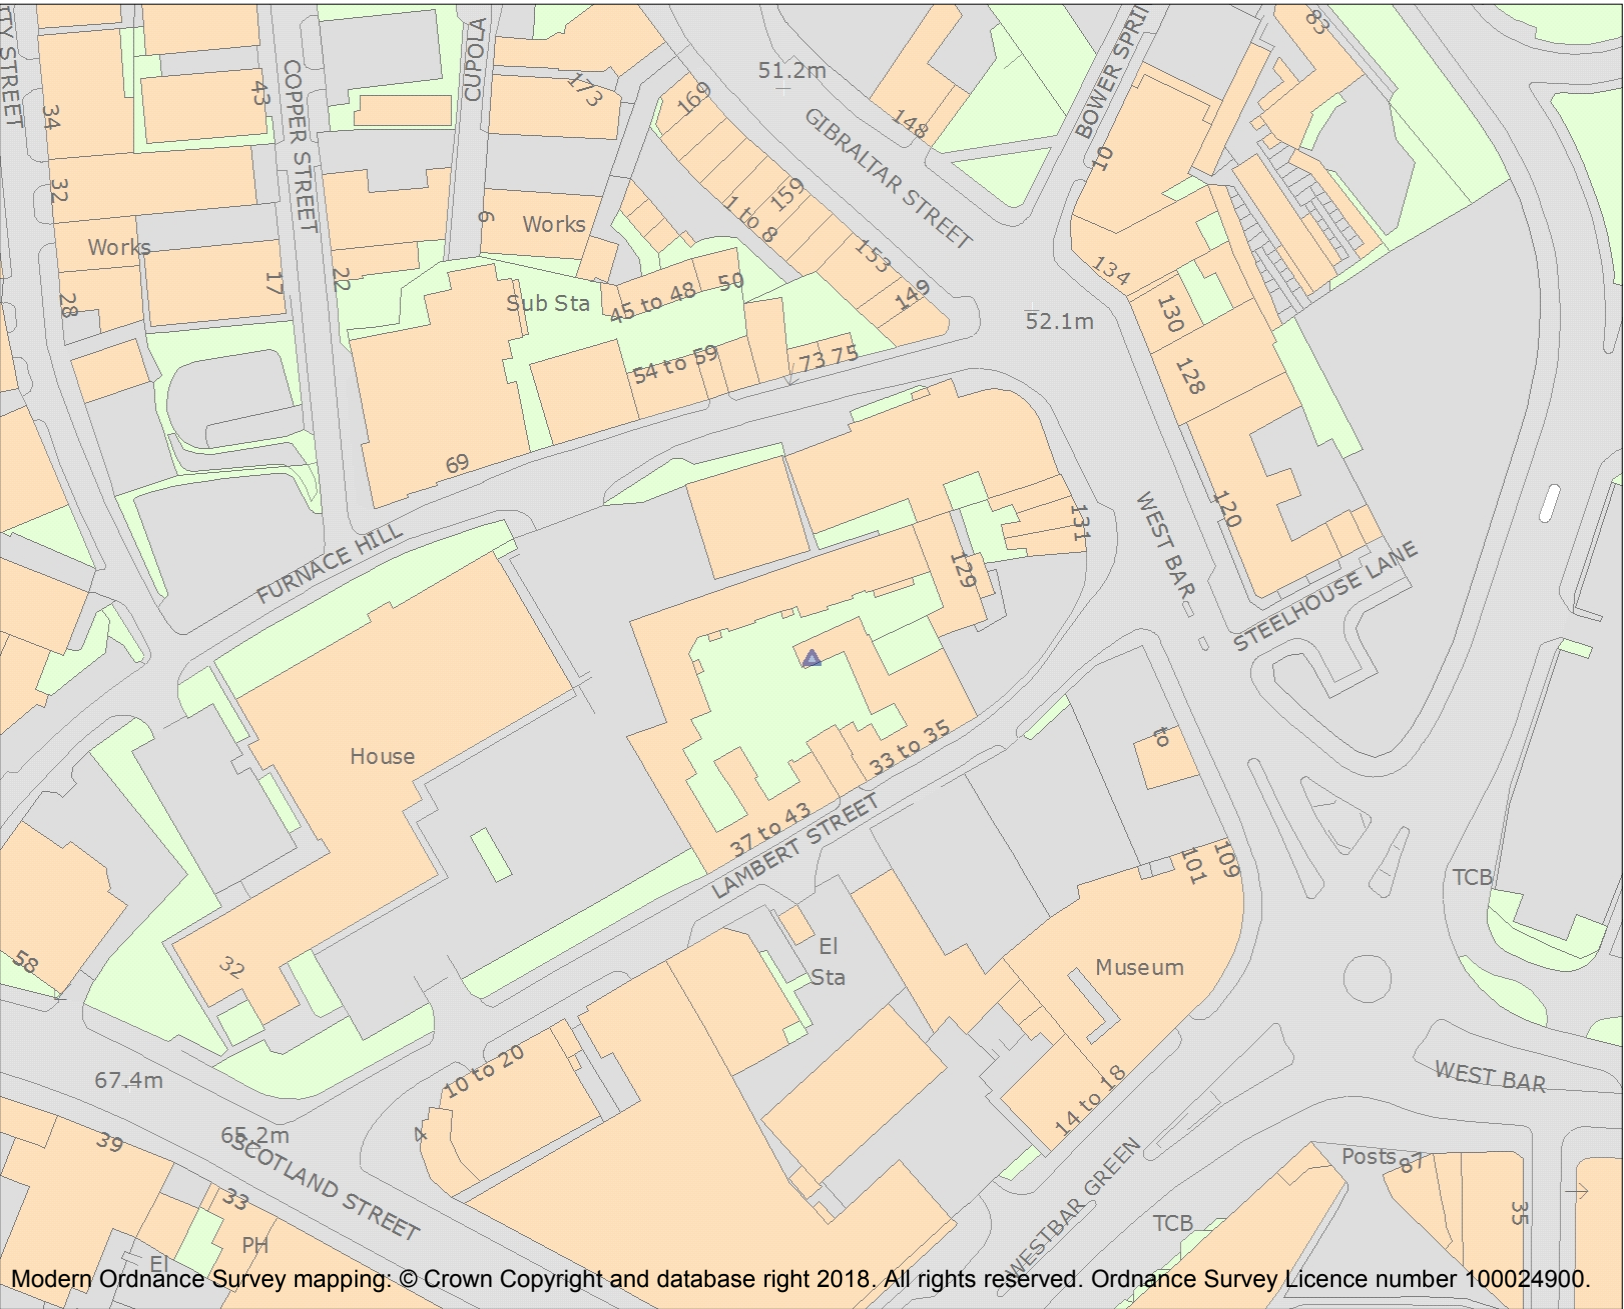 TY STREET
34
32
Works
28
43
COPPER STREET
17
22
CUPOLA
173
6
Works
169
159
1 to 8
153
149
51.2m
GIBRALTAR STREET
148
BOWER SPRI
83
10
134
130
128
52.1m
Sub Sta
45 to 48
50
54 to 59
73 75
69
FURNACE HILL
131
129
WEST BAR
120
STEELHOUSE LANE
House
33 to 35
37 to 43
LAMBERT STREET
to
101
109
TCB
58
32
El
Sta
Museum
67.4m
10 to 20
4
14 to 18
WEST BAR
39
65.2m
SCOTLAND STREET
33
PH
El
WESTBAR GREEN
TCB
Posts
87
35
Modern Ordnance Survey mapping: © Crown Copyright and database right 2018. All rights reserved. Ordnance Survey Licence number 100024900.